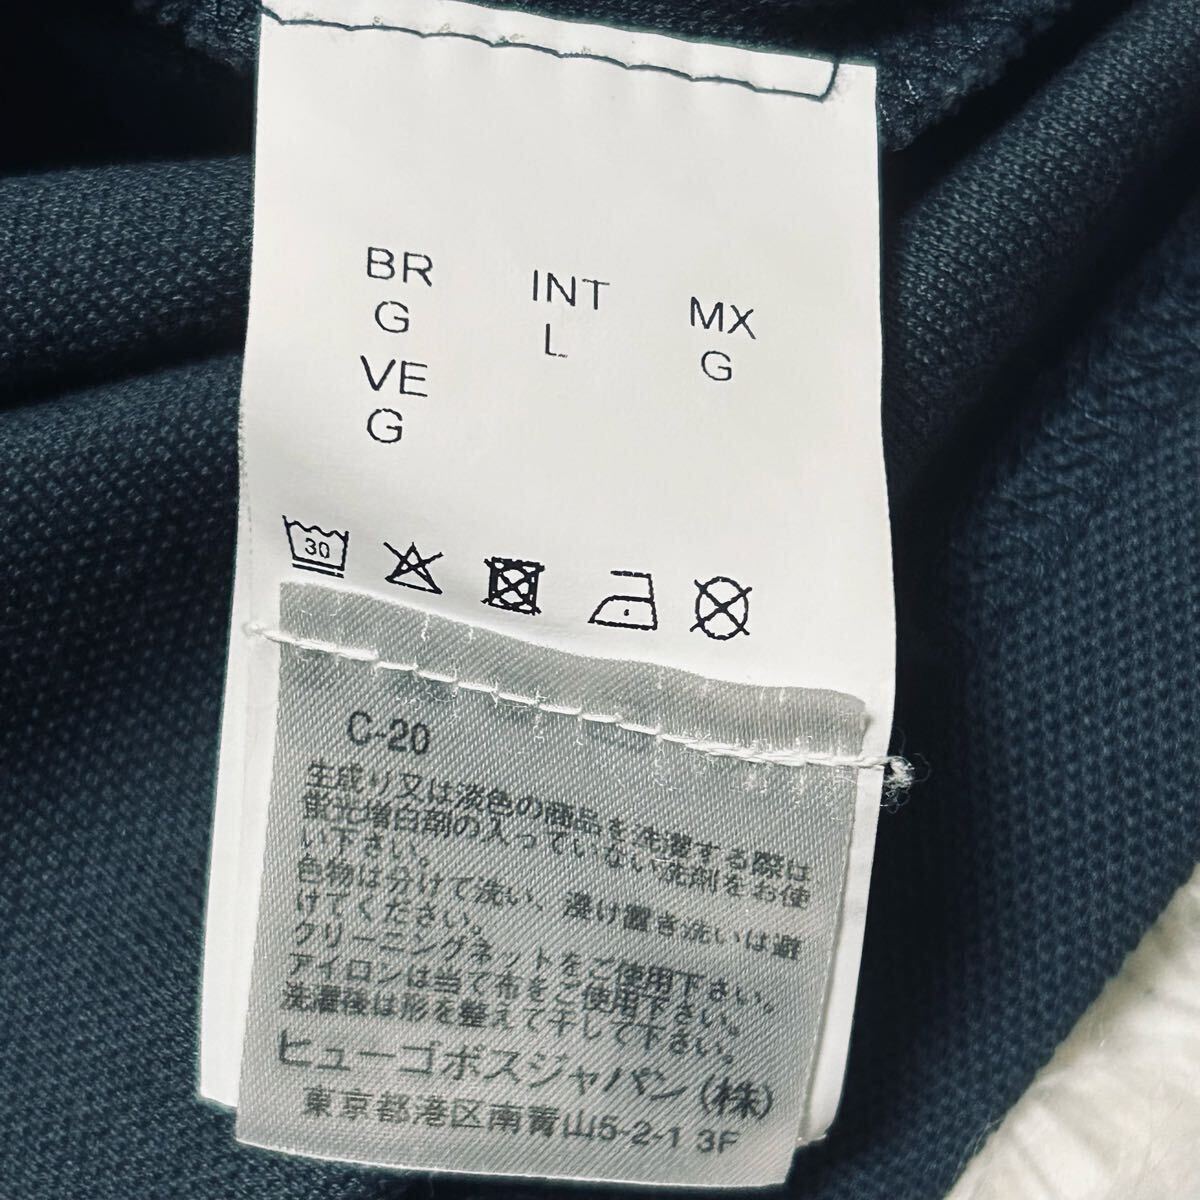 BR INT MX
G L G
VE
G
30
C-20
生成り又は淡色の商品を洗濯する際は
蛍光増白剤の入っていない洗剤をお使
い下さい。
色物は分けて洗い、浸け置き洗いは避
けてください。
クリーニングネットをご使用下さい。
アイロンは当て布をご使用下さい。
洗濯後は形を整えて干して下さい。
ヒューゴボスジャパン(株)
東京都港区南青山5-2-1 3F